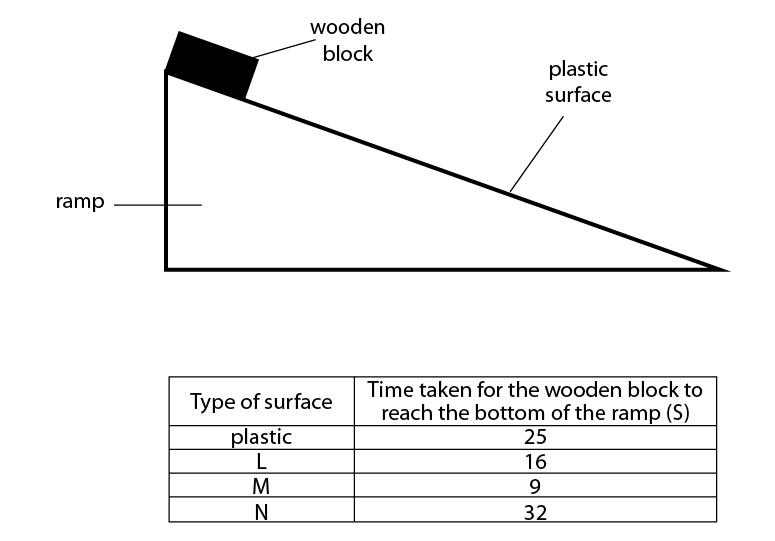 wooden
block
plastic
surface
ramp
Type of surface
Time taken for the wooden block to
reach the bottom of the ramp (S)
plastic 25
L 16
M 9
N 32